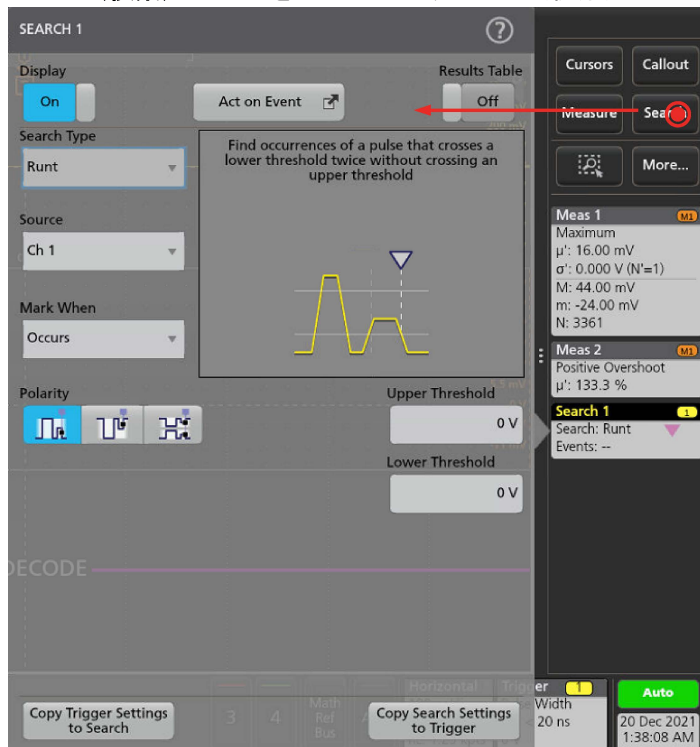 SEARCH 1
?
Display
Results Table
On
Act on Event
Off
Search Type
Runt
Find occurrences of a pulse that crosses a
lower threshold twice without crossing an
upper threshold
Source
Ch 1
Mark When
Occurs
Polarity
Upper Threshold
0 V
Lower Threshold
0 V
DECODE
Copy Trigger Settings
to Search
3
4
Math
Ref
Bus
Horizontal
Copy Search Settings
to Trigger
Cursors
Callout
Measure
Search
More...
Meas 1
M1
Maximum
µ': 16.00 mV
σ': 0.000 V (N'=1)
M: 44.00 mV
m: -24.00 mV
N: 3361
Meas 2
M1
Positive Overshoot
µ': 133.3 %
Search 1
1
Search: Runt
Events: --
Trigger
1
Width
20 ns
Auto
20 Dec 2021
1:38:08 AM